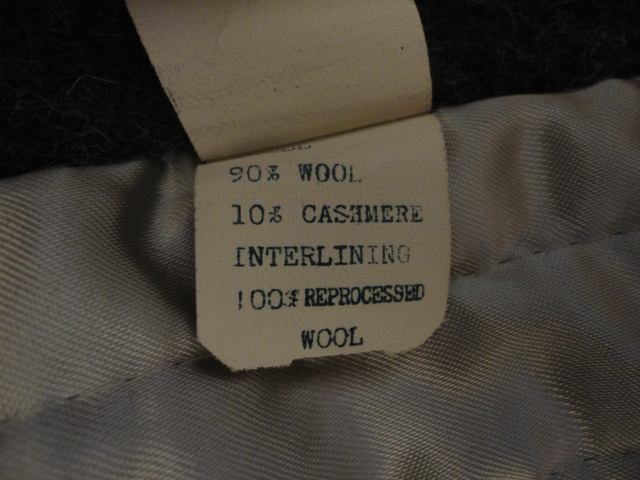 90% WOOL
10% CASHMERE
INTERLINING
100% REPROCESSED
WOOL